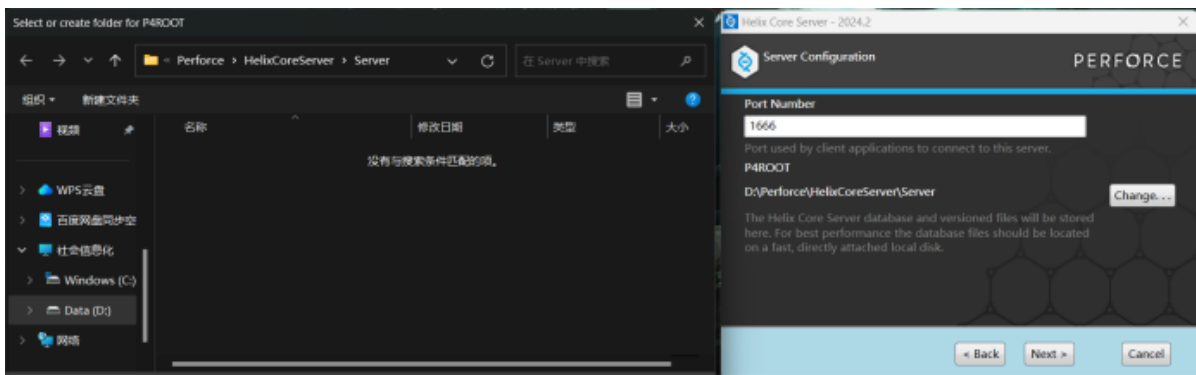 Select or create folder for P4ROOT
« Perforce › HelixCoreServer › Server
在 Server 中搜索
组织
新建文件夹
视频
名称
修改日期
类型
大小
没有与搜索条件匹配的项。
WPS云盘
百度网盘同步空
社会信息化
Windows (C:)
Data (D:)
网络
Helix Core Server - 2024.2
Server Configuration
PERFORCE
Port Number
1666
Port used by client applications to connect to this server.
P4ROOT
D:\Perforce\HelixCoreServer\Server
Change...
The Helix Core Server database and versioned files will be stored
here. For best performance the database files should be located
on a fast, directly attached local disk.
< Back
Next >
Cancel